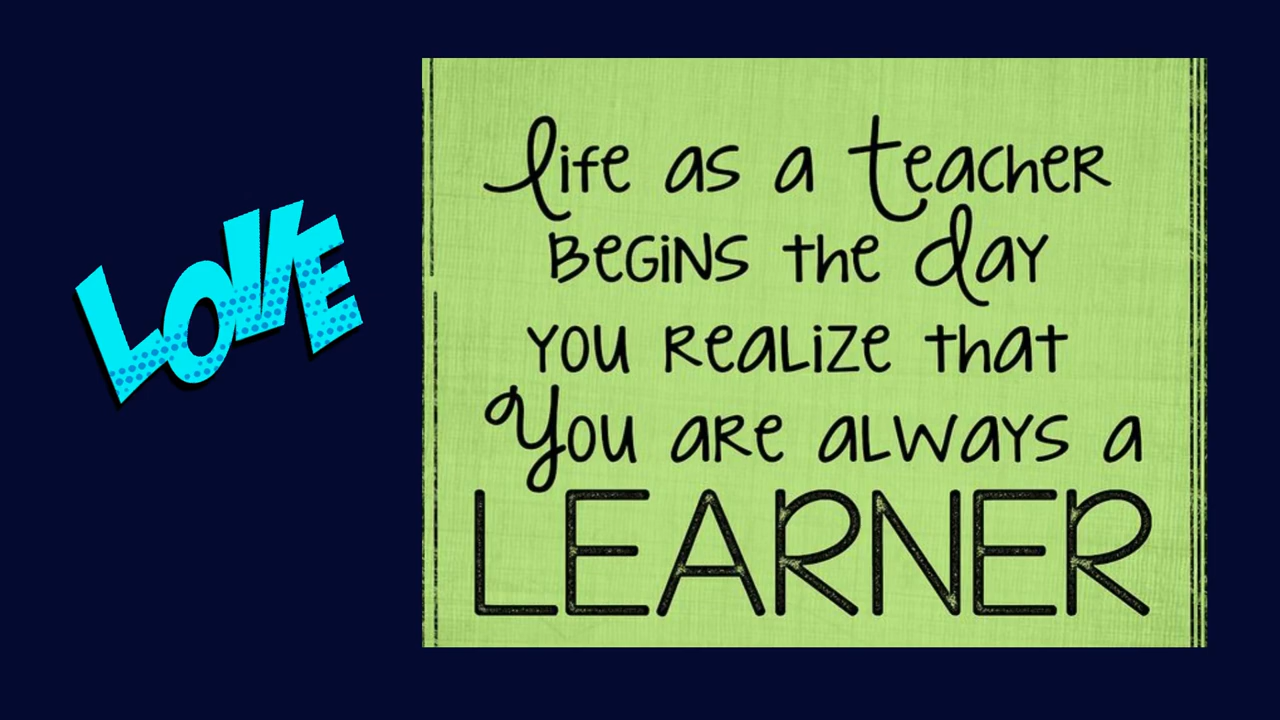 LOVE
Life as a teacher
BEGINS the day
you Realize that
You are always a
LEARNER